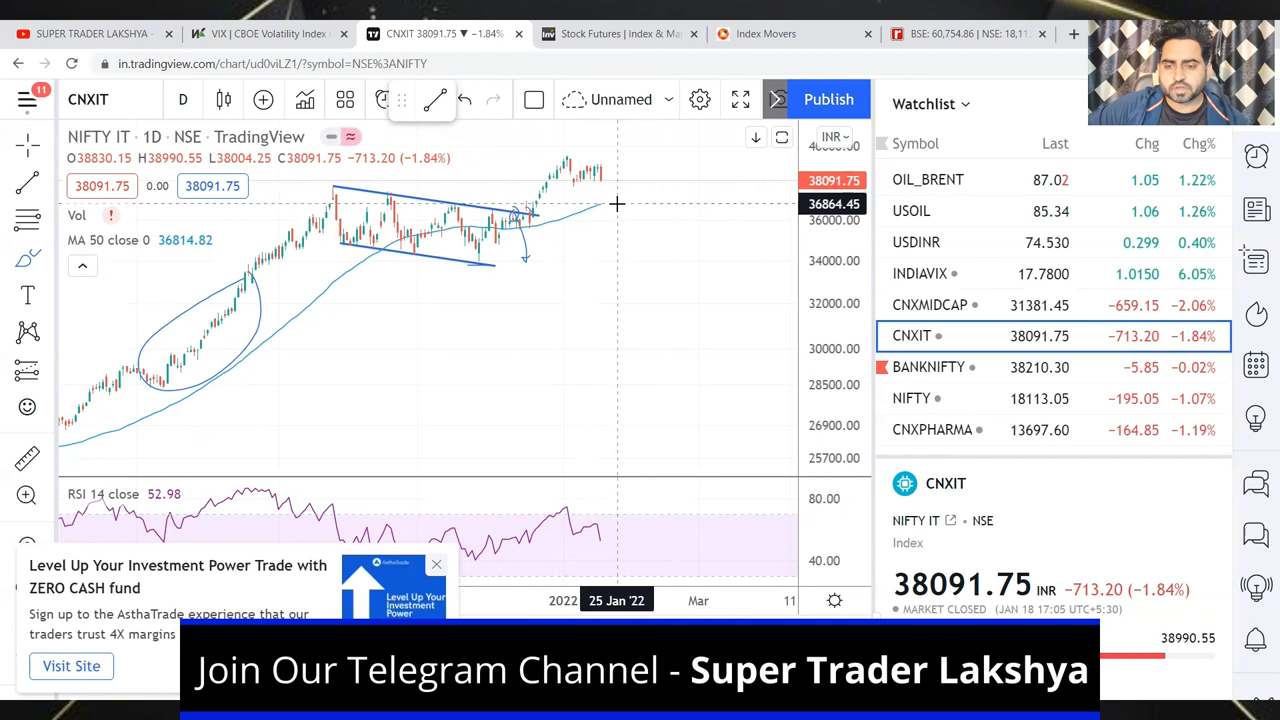 SUPER TRADER LAKSHYA -
VIX | CBOE Volatility Index
CNXIT 38091.75 ▼ −1.84%
Stock Futures | Index & Ma
Index Movers
BSE: 60,754.86 | NSE: 18,11
in.tradingview.com/chart/ud0viLZ1/?symbol=NSE%3ANIFTY
11
CNXIT
D
Unnamed
Publish
Watchlist
NIFTY IT · 1D · NSE · TradingView
INR
Symbol Last Chg Chg%
O38830.15 H38990.55 L38004.25 C38091.75 −713.20 (−1.84%)
38091.75 0.00 38091.75
Vol !
MA 50 close 0 36814.82
40000.00
38091.75
36864.45
36000.00
34000.00
32000.00
30000.00
28500.00
26900.00
25700.00
OIL_BRENT 87.02 1.05 1.22%
USOIL 85.34 1.06 1.26%
USDINR 74.530 0.299 0.40%
INDIAVIX 17.7800 1.0150 6.05%
CNXMIDCAP 31381.45 −659.15 −2.06%
CNXIT 38091.75 −713.20 −1.84%
BANKNIFTY 38210.30 −5.85 −0.02%
NIFTY 18113.05 −195.05 −1.07%
CNXPHARMA 13697.60 −164.85 −1.19%
RSI 14 close 52.98
80.00
40.00
2022 25 Jan '22 Mar 11
CNXIT
NIFTY IT • NSE
Index
38091.75 INR −713.20 (−1.84%)
MARKET CLOSED (JAN 18 17:05 UTC+5:30)
38990.55
Level Up Your Investment Power Trade with
ZERO CASH fund
Sign up to the AsthaTrade experience that our
traders trust 4X margins
Visit Site
AsthaTrade
Level Up Your
Investment
Power
Join Our Telegram Channel - Super Trader Lakshya